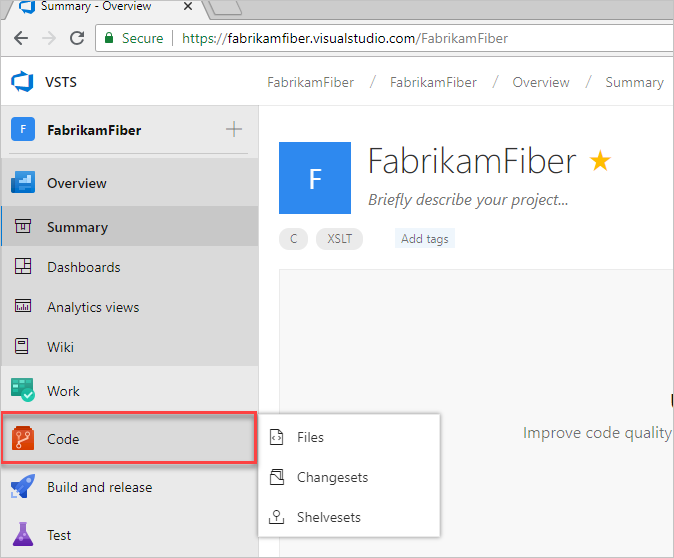 Summary - Overview
Secure https://fabrikamfiber.visualstudio.com/FabrikamFiber
VSTS
FabrikamFiber / FabrikamFiber / Overview / Summary
F FabrikamFiber
Overview
Summary
Dashboards
Analytics views
Wiki
Work
Code
Build and release
Test
F
FabrikamFiber
Briefly describe your project...
C XSLT Add tags
Improve code quality
Files
Changesets
Shelvesets